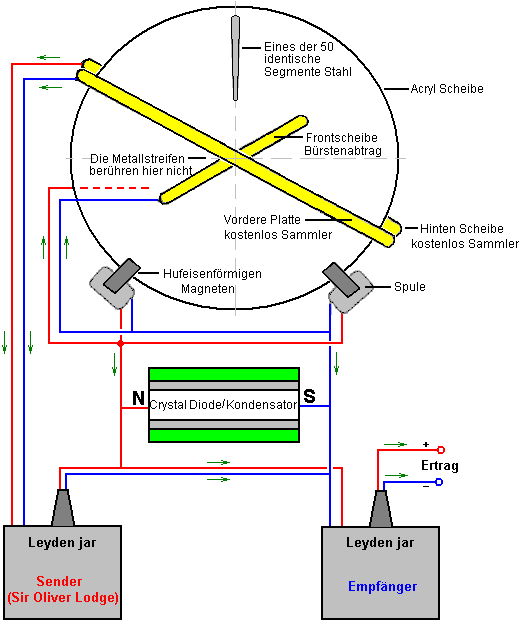 Eines der 50
identische
Segmente Stahl
Acryl Scheibe
Frontscheibe
Bürstenabtrag
Die Metallstreifen
berühren hier nicht
Vordere Platte
kostenlos Sammler
Hinten Scheibe
kostenlos Sammler
Hufeisenförmigen
Magneten
Spule
N
Crystal Diode/Kondensator
S
+
Ertrag
–
Leyden jar
Sender
(Sir Oliver Lodge)
Leyden jar
Empfänger